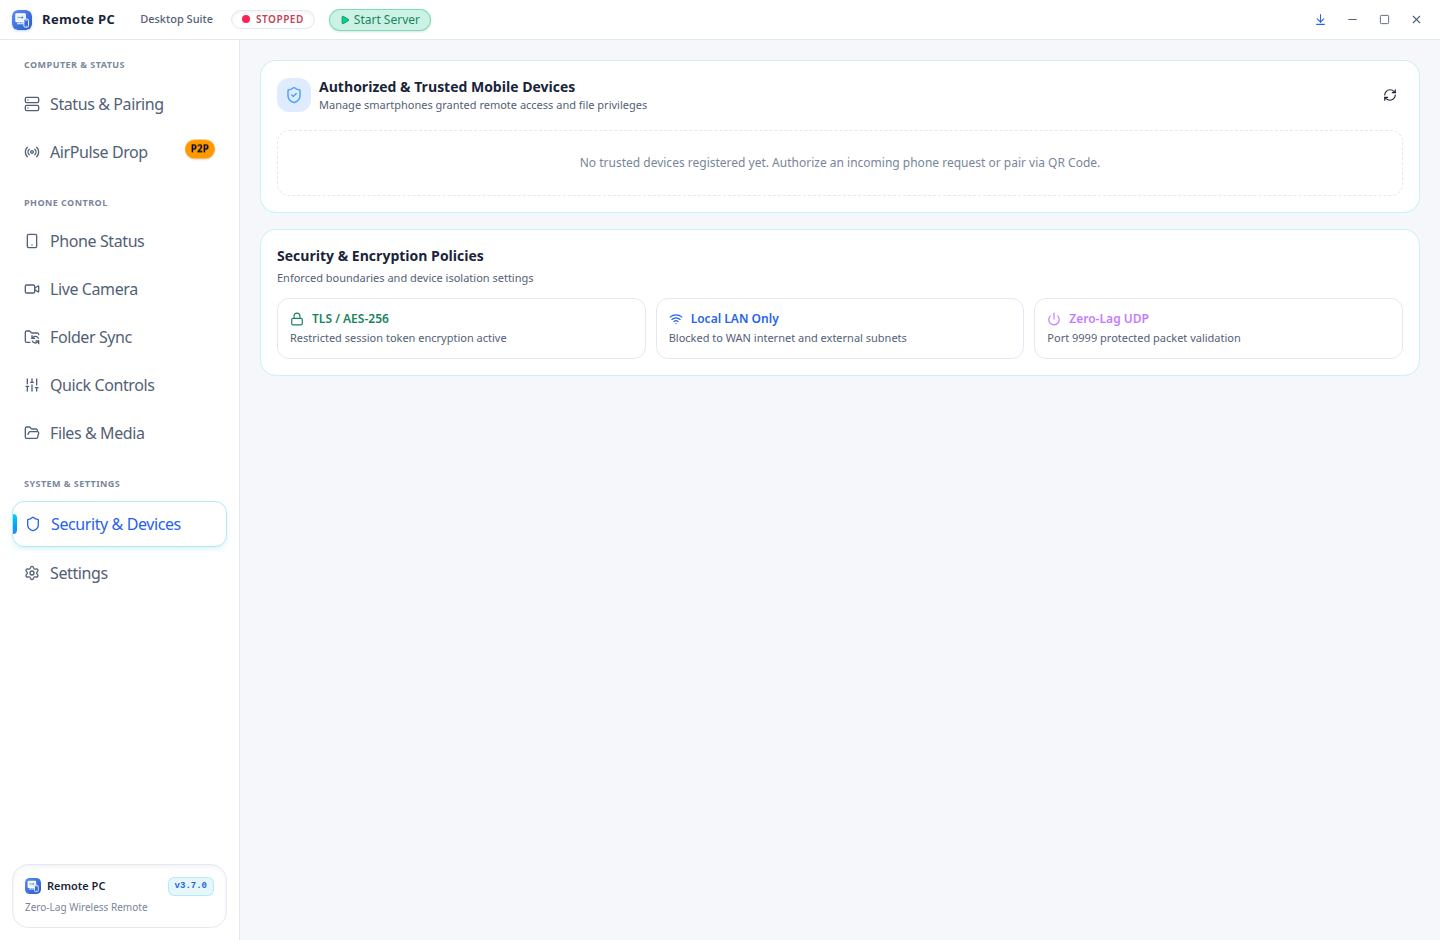 Remote PC
Desktop Suite
STOPPED
Start Server
COMPUTER & STATUS
Status & Pairing
AirPulse Drop
P2P
PHONE CONTROL
Phone Status
Live Camera
Folder Sync
Quick Controls
Files & Media
SYSTEM & SETTINGS
Security & Devices
Settings
Remote PC
v3.7.0
Zero-Lag Wireless Remote
Authorized & Trusted Mobile Devices
Manage smartphones granted remote access and file privileges
No trusted devices registered yet. Authorize an incoming phone request or pair via QR Code.
Security & Encryption Policies
Enforced boundaries and device isolation settings
TLS / AES-256
Restricted session token encryption active
Local LAN Only
Blocked to WAN internet and external subnets
Zero-Lag UDP
Port 9999 protected packet validation